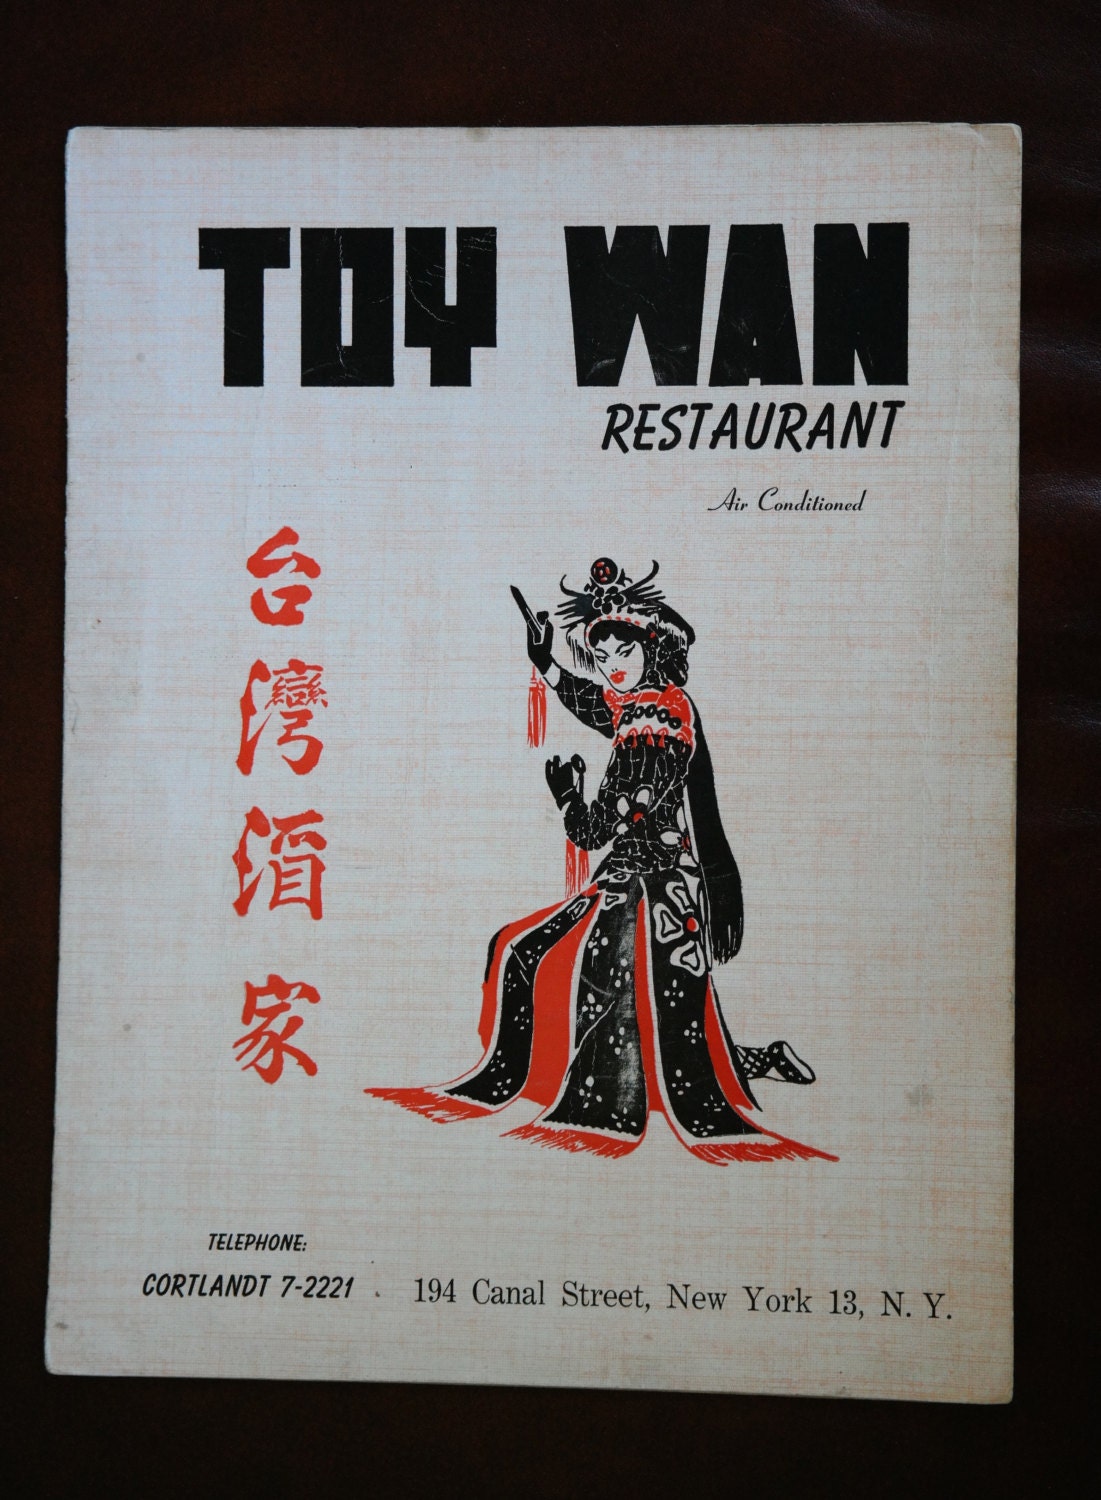 TOY WAN
RESTAURANT
Air Conditioned
台灣酒家
TELEPHONE:
CORTLANDT 7-2221
194 Canal Street, New York 13, N. Y.